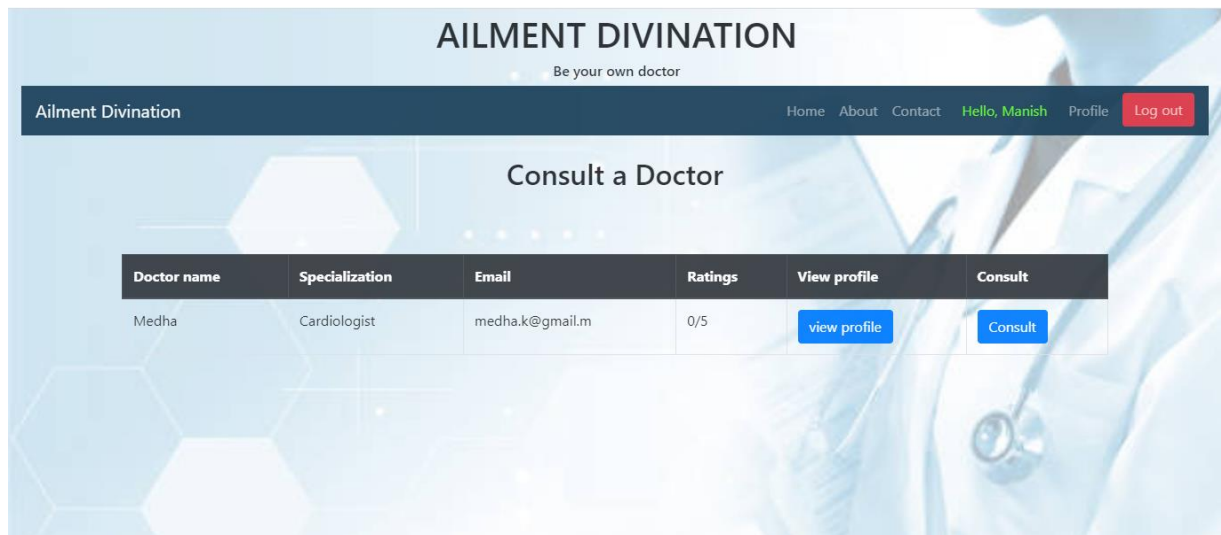 AILMENT DIVINATION
Be your own doctor
Ailment Divination Home About Contact Hello, Manish Profile Log out
Consult a Doctor
Doctor name Specialization Email Ratings View profile Consult
Medha Cardiologist medha.k@gmail.m 0/5 view profile Consult